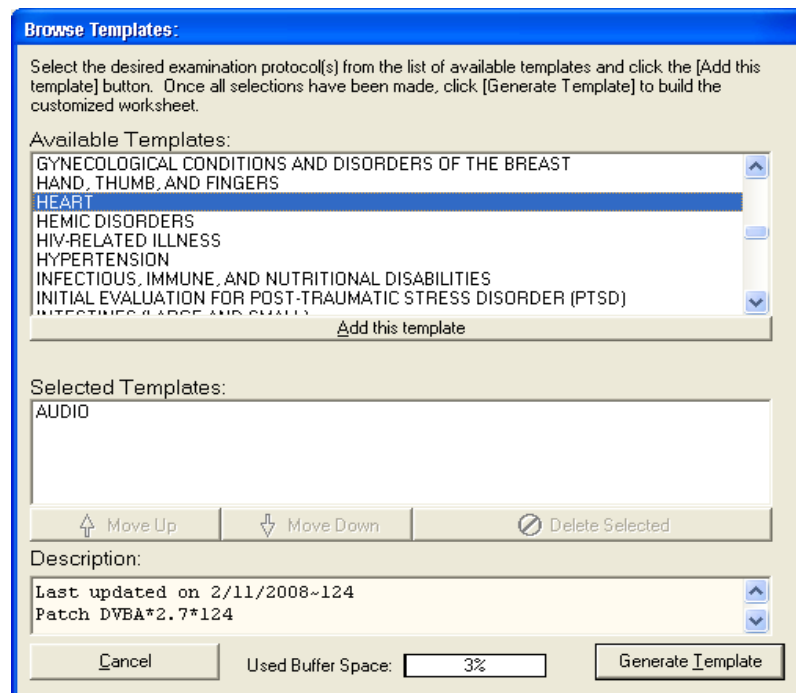 Browse Templates:
Select the desired examination protocol(s) from the list of available templates and click the [Add this
template] button. Once all selections have been made, click [Generate Template] to build the
customized worksheet.
Available Templates:
GYNECOLOGICAL CONDITIONS AND DISORDERS OF THE BREAST
HAND, THUMB, AND FINGERS
HEART
HEMIC DISORDERS
HIV-RELATED ILLNESS
HYPERTENSION
INFECTIOUS, IMMUNE, AND NUTRITIONAL DISABILITIES
INITIAL EVALUATION FOR POST-TRAUMATIC STRESS DISORDER (PTSD)
INTESTINES (LARGE AND SMALL)
Add this template
Selected Templates:
AUDIO
Move Up Move Down Delete Selected
Description:
Last updated on 2/11/2008~124
Patch DVBA*2.7*124
Cancel Used Buffer Space: 3% Generate Template